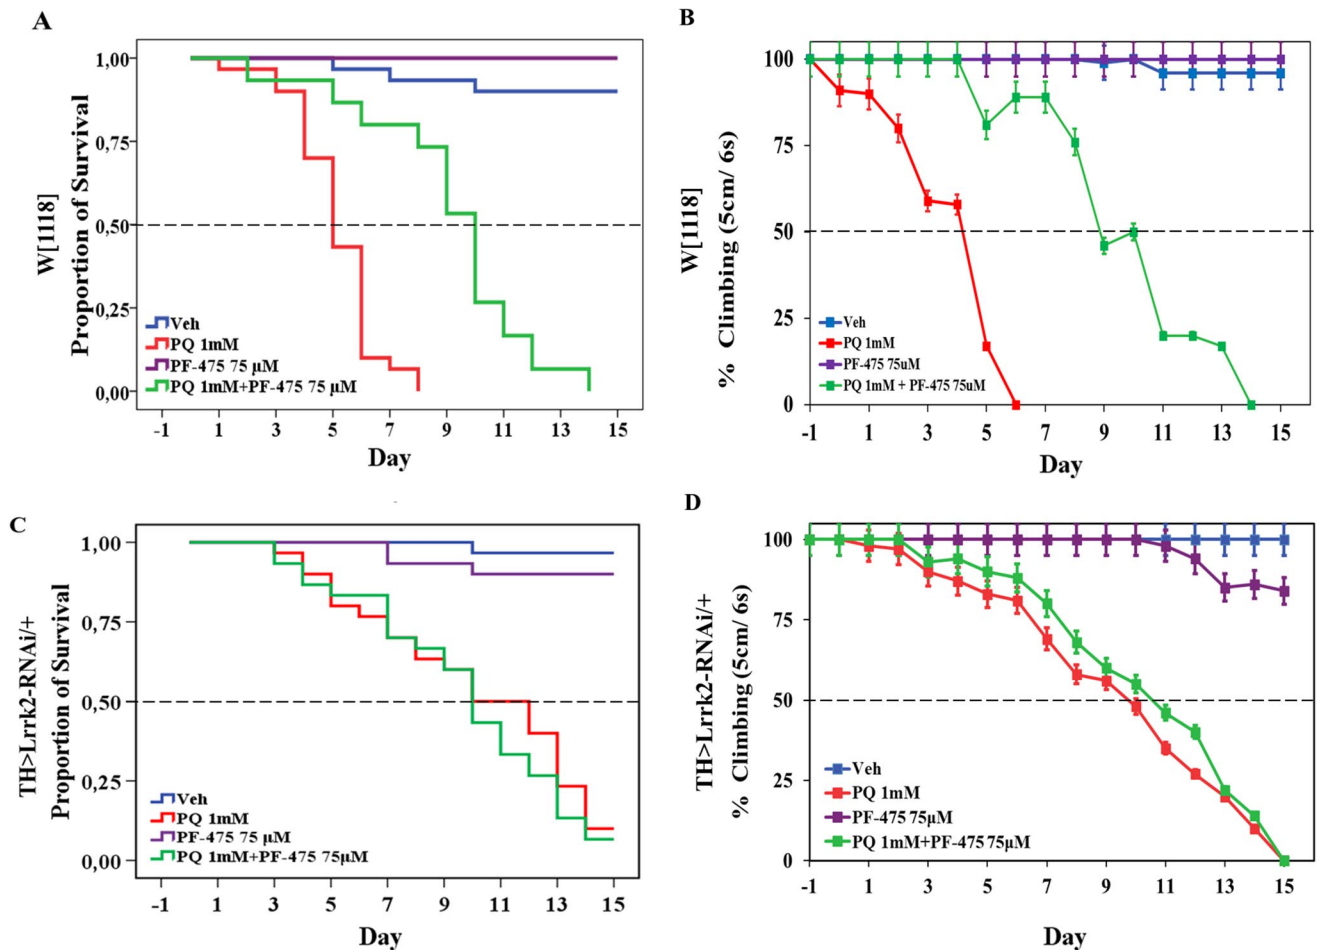 A
W[1118]
Proportion of Survival
1,00
0,75
0,50
0,25
0,00
Veh
PQ 1mM
PF-475 75 µM
PQ 1mM+PF-475 75 µM
-1 1 3 5 7 9 11 13 15
Day
B
W[1118]
% Climbing (5cm/ 6s)
100
75
50
25
0
Veh
PQ 1mM
PF-475 75uM
PQ 1mM + PF-475 75uM
-1 1 3 5 7 9 11 13 15
Day
C
TH>Lrrk2-RNAi/+
Proportion of Survival
1,00
0,75
0,50
0,25
0,00
Veh
PQ 1mM
PF-475 75 µM
PQ 1mM+PF-475 75µM
-1 1 3 5 7 9 11 13 15
Day
D
TH>Lrrk2-RNAi/+
% Climbing (5cm/ 6s)
100
75
50
25
0
Veh
PQ 1mM
PF-475 75µM
PQ 1mM+PF-475 75µM
-1 1 3 5 7 9 11 13 15
Day